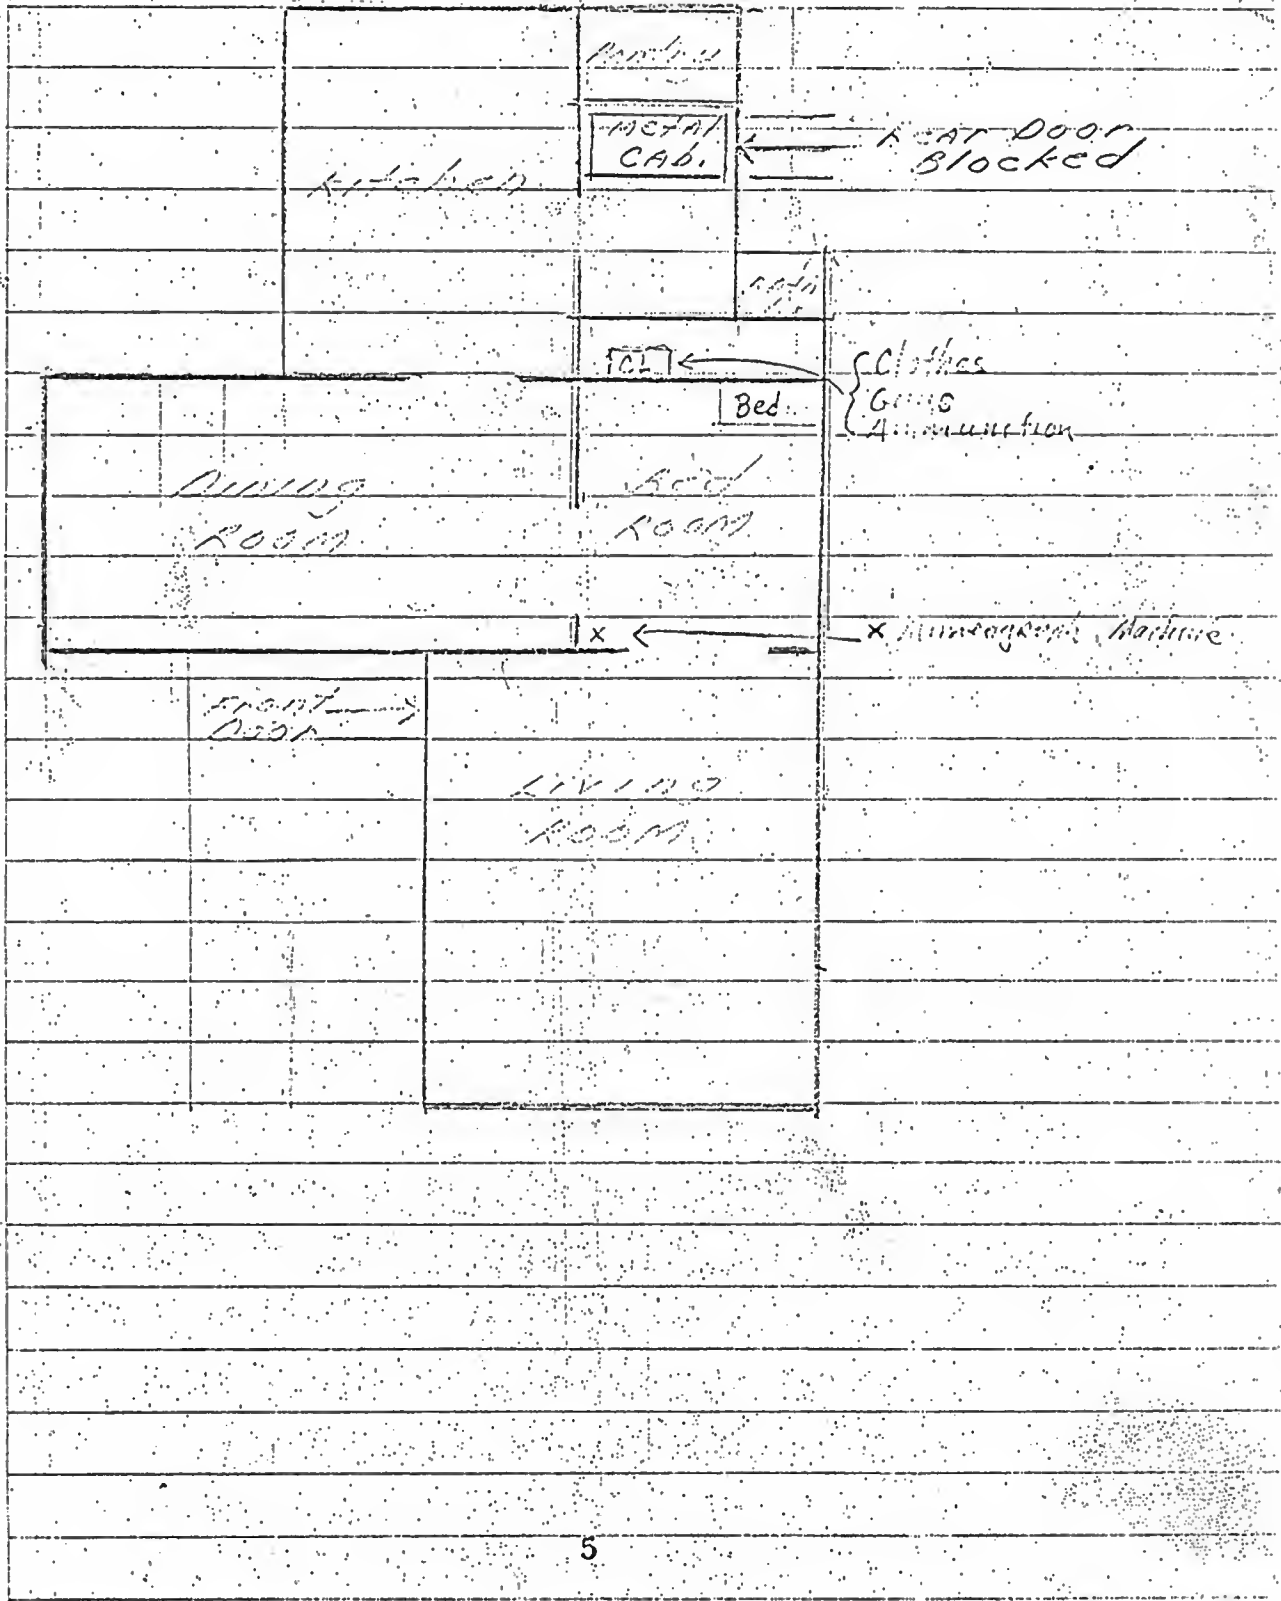 Pantry
METAL
CAb.
Rear Door
Blocked
Kitchen
Bath
CL
Clothes
Guns
Ammunition
Bed
Dining
Room
Bed
Room
x
x Mimeograph Machine
Front
Door
Living
Room
5